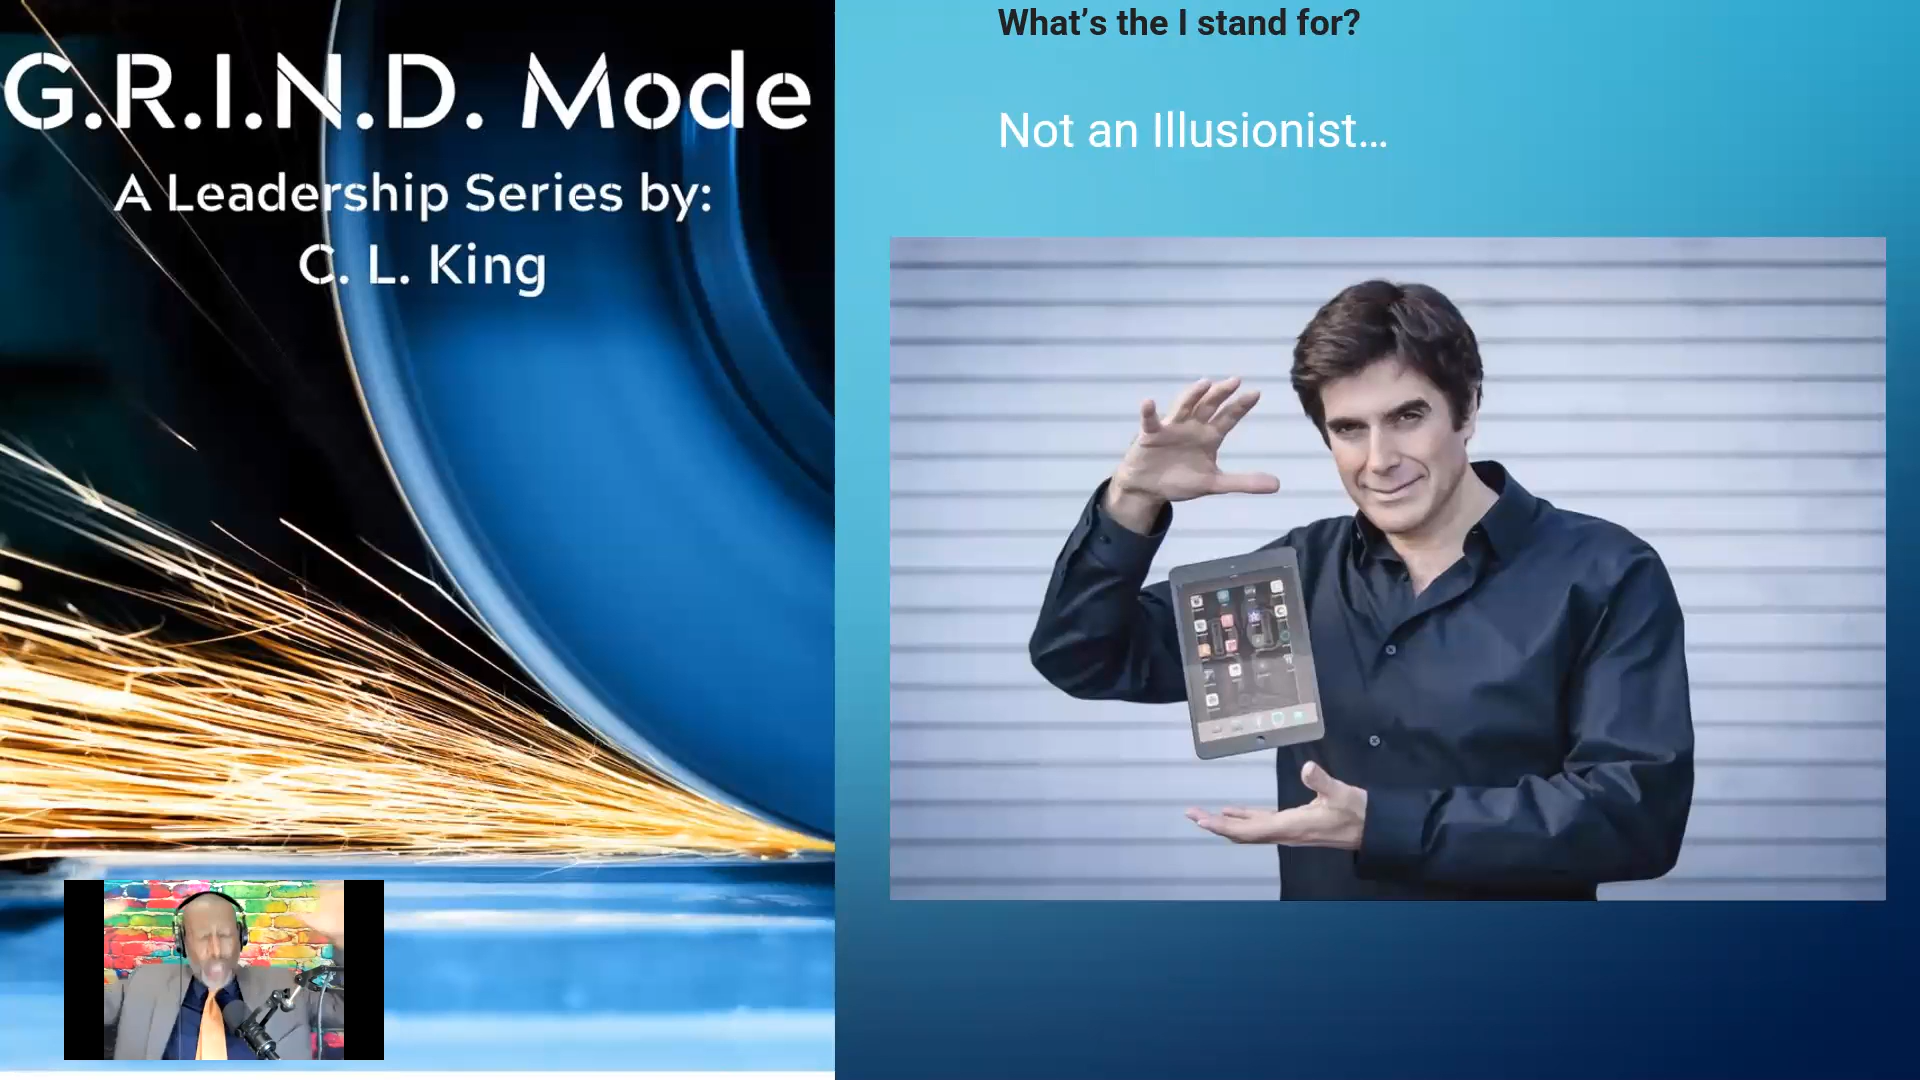 G.R.I.N.D. Mode
A Leadership Series by:
C. L. King
What’s the I stand for?
Not an Illusionist...